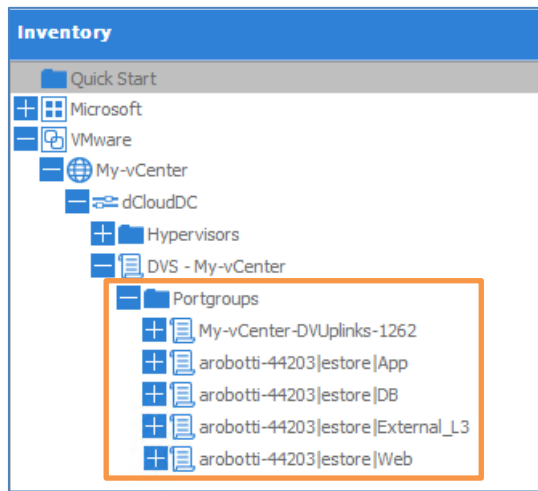 Inventory
Quick Start
Microsoft
VMware
My-vCenter
dCloudDC
Hypervisors
DVS - My-vCenter
Portgroups
My-vCenter-DVUplinks-1262
arobotti-44203|estore|App
arobotti-44203|estore|DB
arobotti-44203|estore|External_L3
arobotti-44203|estore|Web